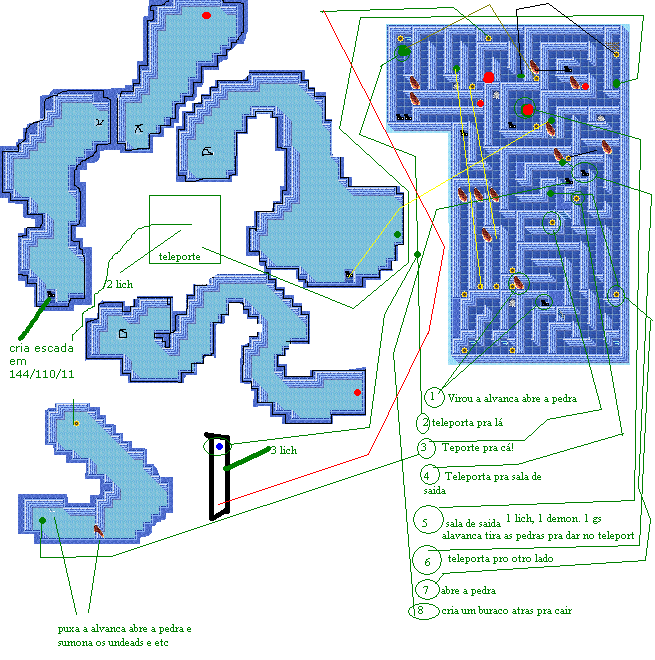 teleporte
2 lich
cria escada
em
144/110/11
3 lich
1 Virou a alvanca abre a pedra
2 teleporta pra lá
3 Teporte pra cá!
4 Teleporta pra sala de
saida
5 sala de saida 1 lich, 1 demon. 1 gs
alavanca tira as pedras pra dar no teleport
6 teleporta pro otro lado
7 abre a pedra
8 cria um buraco atras pra cair
puxa a alvanca abre a pedra e
sumona os undeads e etc